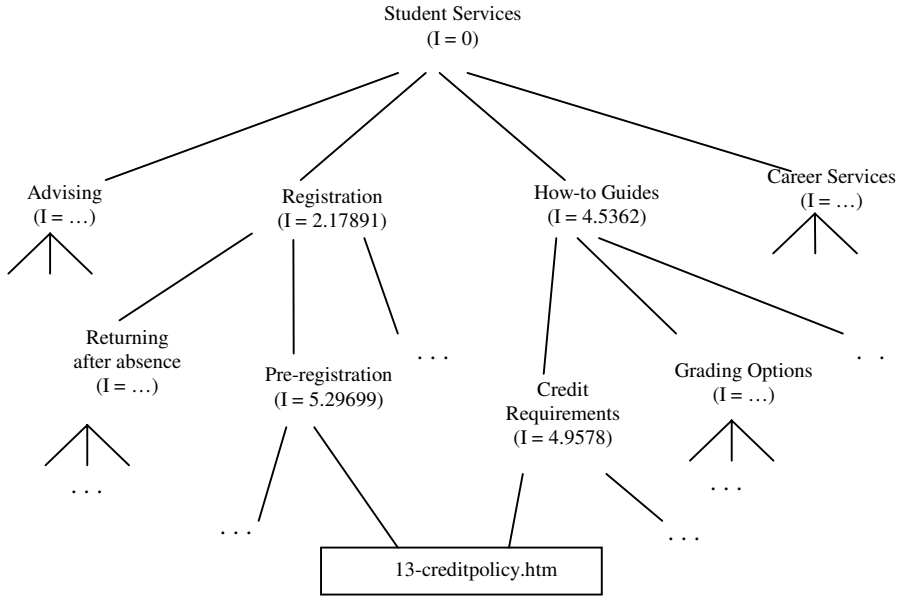 Student Services
(I = 0)
Advising
(I = …)
Registration
(I = 2.17891)
How-to Guides
(I = 4.5362)
Career Services
(I = …)
Returning
after absence
(I = …)
. . .
Pre-registration
(I = 5.29699)
. . .
Credit
Requirements
(I = 4.9578)
Grading Options
(I = …)
. .
. . .
. . .
. . .
. . .
13-creditpolicy.htm